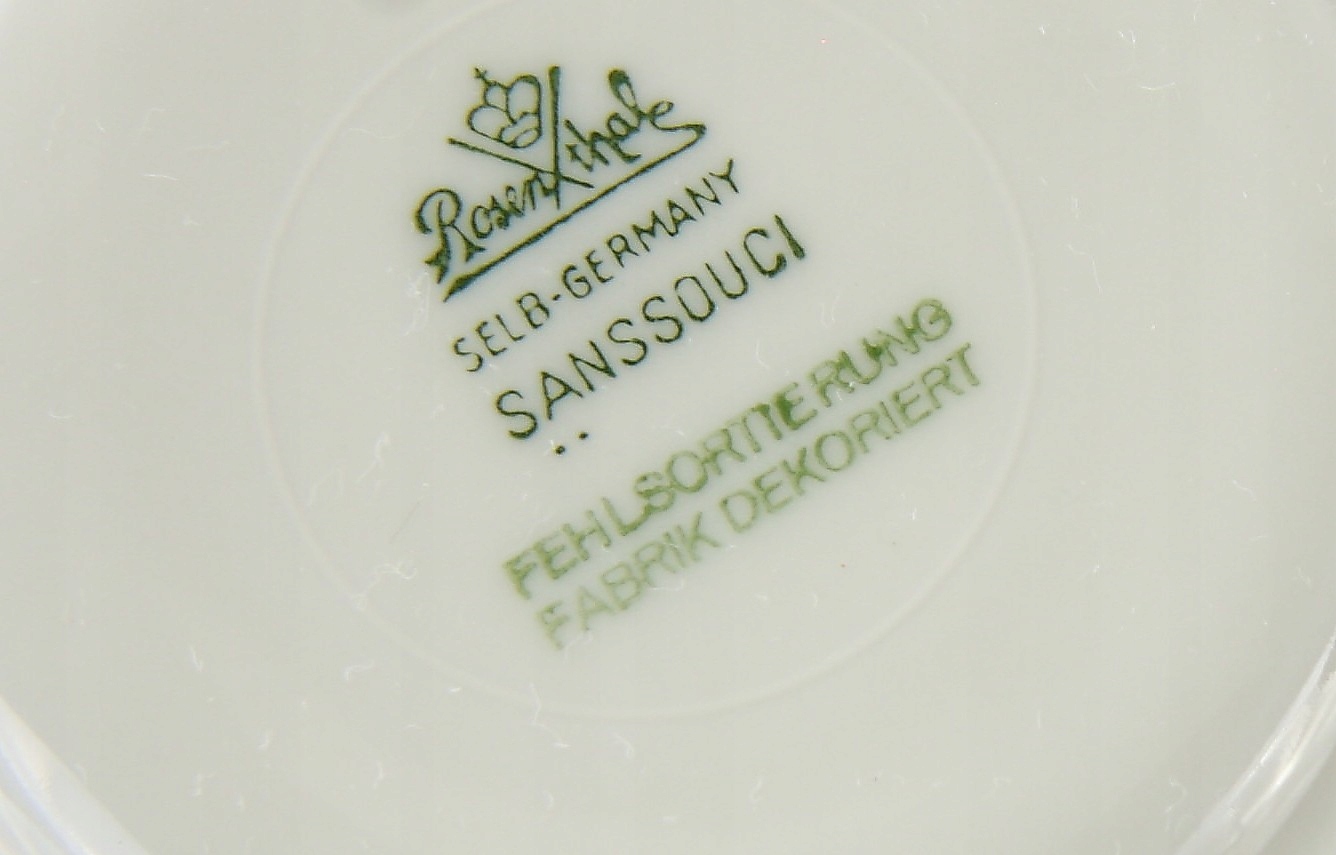 Rosenthal
SELB-GERMANY
SANSSOUCI
FEHLSORTIERUNG
FABRIK DEKORIERT